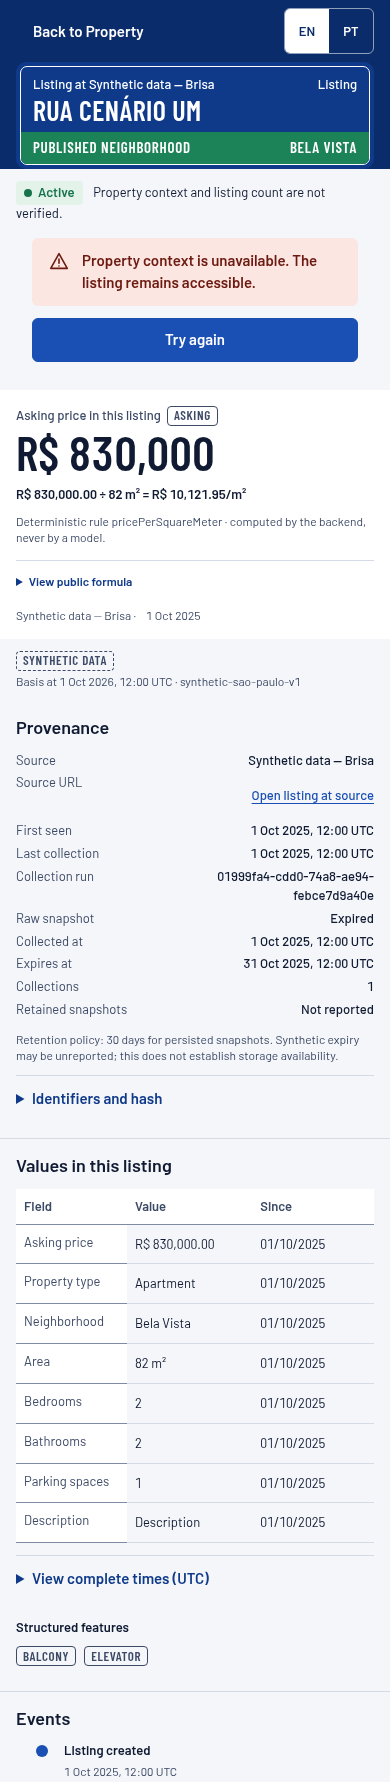 Back to Property
EN PT
Listing at Synthetic data — Brisa Listing
RUA CENÁRIO UM
PUBLISHED NEIGHBORHOOD BELA VISTA
Active Property context and listing count are not
verified.
Property context is unavailable. The
listing remains accessible.
Try again
Asking price in this listing ASKING
R$ 830,000
R$ 830,000.00 ÷ 82 m² = R$ 10,121.95/m²
Deterministic rule pricePerSquareMeter · computed by the backend,
never by a model.
View public formula
Synthetic data — Brisa · 1 Oct 2025
SYNTHETIC DATA
Basis at 1 Oct 2026, 12:00 UTC · synthetic-sao-paulo-v1
Provenance
Source Synthetic data — Brisa
Source URL
Open listing at source
First seen 1 Oct 2025, 12:00 UTC
Last collection 1 Oct 2025, 12:00 UTC
Collection run 01999fa4-cdd0-74a8-ae94-
febce7d9a40e
Raw snapshot Expired
Collected at 1 Oct 2025, 12:00 UTC
Expires at 31 Oct 2025, 12:00 UTC
Collections 1
Retained snapshots Not reported
Retention policy: 30 days for persisted snapshots. Synthetic expiry
may be unreported; this does not establish storage availability.
Identifiers and hash
Values in this listing
Field Value Since
Asking price R$ 830,000.00 01/10/2025
Property type Apartment 01/10/2025
Neighborhood Bela Vista 01/10/2025
Area 82 m² 01/10/2025
Bedrooms 2 01/10/2025
Bathrooms 2 01/10/2025
Parking spaces 1 01/10/2025
Description Description 01/10/2025
View complete times (UTC)
Structured features
BALCONY ELEVATOR
Events
Listing created
1 Oct 2025, 12:00 UTC